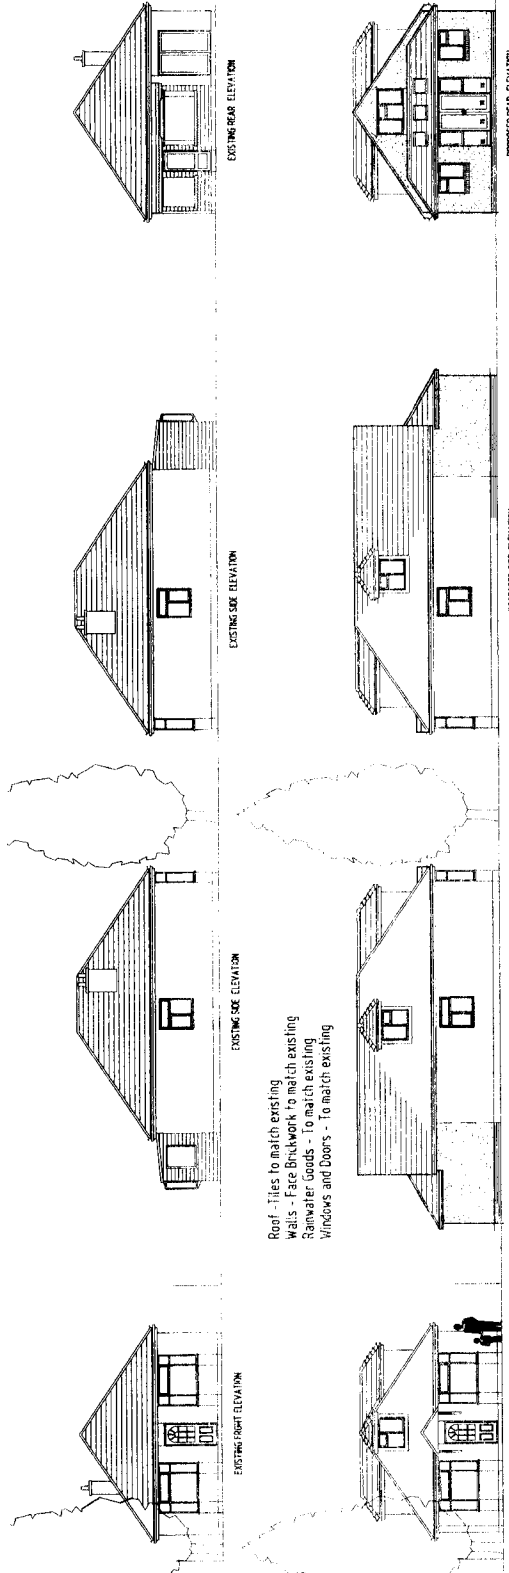 EXISTING FRONT ELEVATION
EXISTING SIDE ELEVATION
EXISTING SIDE ELEVATION
EXISTING REAR ELEVATION
Roof - Tiles to match existing
Walls - Face Brickwork to match existing
Rainwater Goods - To match existing
Windows and Doors - To match existing